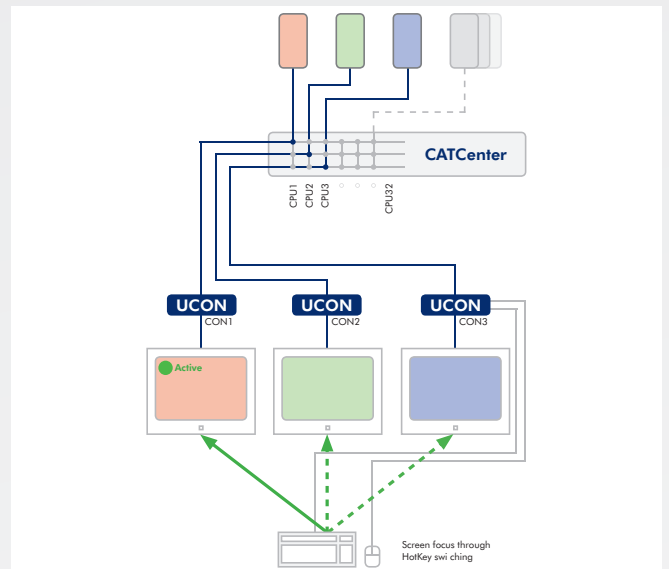 CATCenter
CPU1
CPU2
CPU3
CPU32
UCON
CON1
UCON
CON2
UCON
CON3
Active
Screen focus through
HotKey swi ching